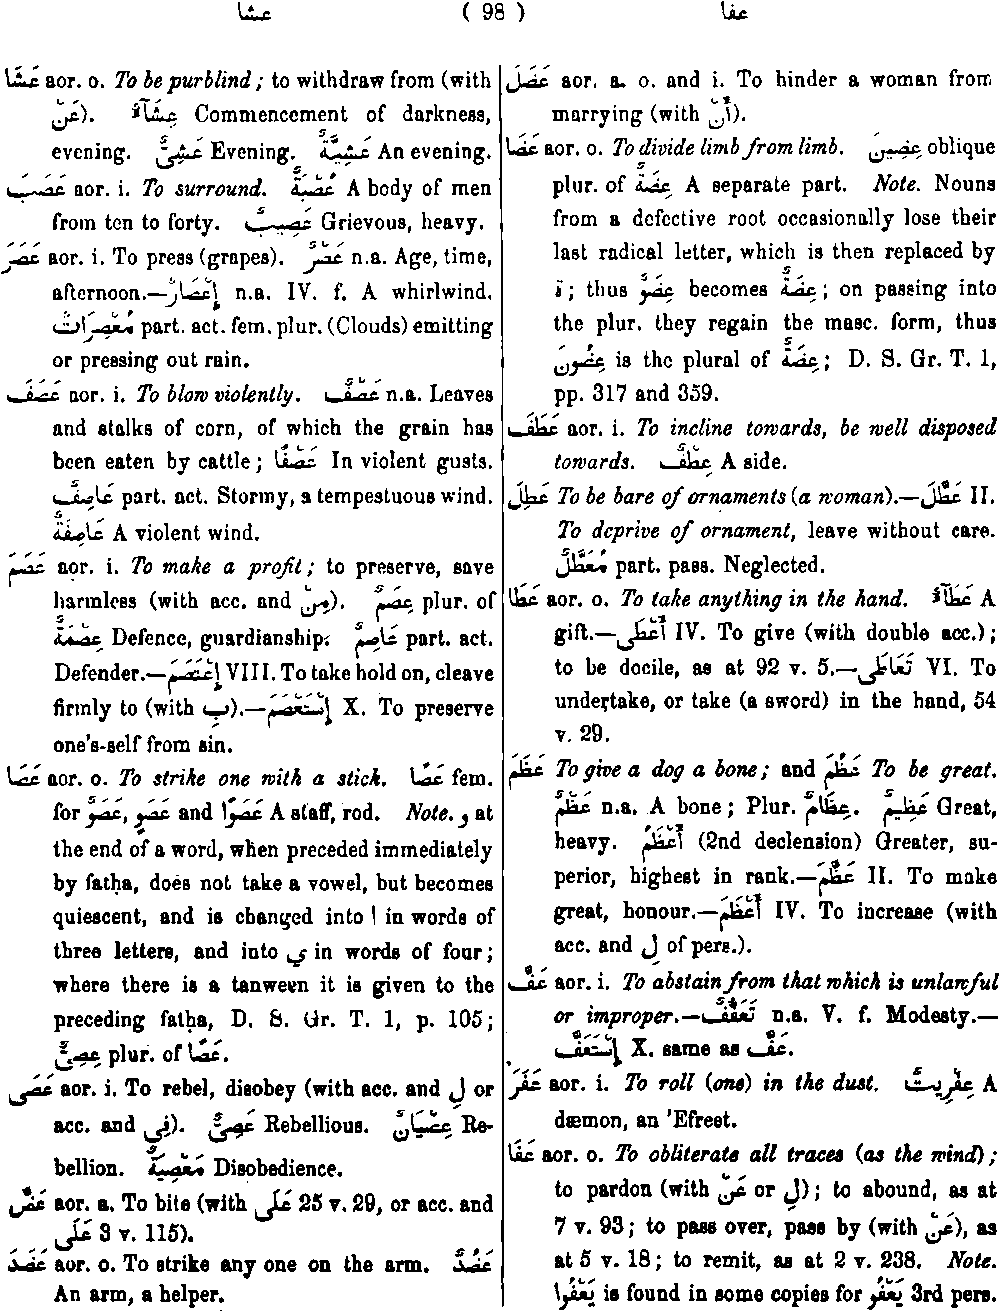 عشا ( 98 ) عفا
عَشَا aor. o. To be purblind ; to withdraw from (with
عَنْ). عِشَآءٌ Commencement of darkness,
evening. عَشِىٌّ Evening. عَشِيَّةٌ An evening.
عَصَبَ aor. i. To surround. عُصْبَةٌ A body of men
from ten to forty. عَصِيبٌ Grievous, heavy.
عَصَرَ aor. i. To press (grapes). عَصْرٌ n.a. Age, time,
afternoon.—إِعْصَارٌ n.a. IV. f. A whirlwind.
مُعْصِرَاتٌ part. act. fem. plur. (Clouds) emitting
or pressing out rain.
عَصَفَ aor. i. To blow violently. عَصْفٌ n.a. Leaves
and stalks of corn, of which the grain has
been eaten by cattle ; عَصْفًا In violent gusts.
عَاصِفٌ part. act. Stormy, a tempestuous wind.
عَاصِفَةٌ A violent wind.
عَصَمَ aor. i. To make a profit ; to preserve, save
harmless (with acc. and مِنْ). عِصَمٌ plur. of
عِصْمَةٌ Defence, guardianship. عَاصِمٌ part. act.
Defender.—إِعْتَصَمَ VIII. To take hold on, cleave
firmly to (with بِ).—إِسْتَعْصَمَ X. To preserve
one's-self from sin.
عَصَا aor. o. To strike one with a stick. عَصًا fem.
for عَصَوٌ, عَصَوٍ and عَصَوًا A staff, rod. Note. و at
the end of a word, when preceded immediately
by fatḥa, does not take a vowel, but becomes
quiescent, and is changed into ا in words of
three letters, and into ي in words of four ;
where there is a tanween it is given to the
preceding fatḥa, D. S. Gr. T. 1, p. 105 ;
عِصِىٌّ plur. of عَصًا.
عَصَى aor. i. To rebel, disobey (with acc. and لِ or
acc. and فِي). عَصِىٌّ Rebellious. عِصْيَانٌ Re-
bellion. مَعْصِيَةٌ Disobedience.
عَضَّ aor. a. To bite (with عَلَى 25 v. 29, or acc. and
عَلَى 3 v. 115).
عَضَدَ aor. o. To strike any one on the arm. عَضُدٌ
An arm, a helper.
عَضَلَ aor. a. o. and i. To hinder a woman from
marrying (with أَنْ).
عَضَا aor. o. To divide limb from limb. عِضِينَ oblique
plur. of عِضَةٌ A separate part. Note. Nouns
from a defective root occasionally lose their
last radical letter, which is then replaced by
ة ; thus عِضْوٌ becomes عِضَةٌ ; on passing into
the plur. they regain the masc. form, thus
عِضُونَ is the plural of عِضَةٌ ; D. S. Gr. T. 1,
pp. 317 and 359.
عَطَفَ aor. i. To incline towards, be well disposed
towards. عِطْفٌ A side.
عَطِلَ To be bare of ornaments (a woman).—عَطَّلَ II.
To deprive of ornament, leave without care.
مُعَطَّلٌ part. pass. Neglected.
عَطَا aor. o. To take anything in the hand. عَطَآءٌ A
gift.—أَعْطَى IV. To give (with double acc.) ;
to be docile, as at 92 v. 5.—تَعَاطَى VI. To
undertake, or take (a sword) in the hand, 54
v. 29.
عَظَمَ To give a dog a bone ; and عَظُمَ To be great.
عَظْمٌ n.a. A bone ; Plur. عِظَامٌ. عَظِيمٌ Great,
heavy. أَعْظَمُ (2nd declension) Greater, su-
perior, highest in rank.—عَظَّمَ II. To make
great, honour.—أَعْظَمَ IV. To increase (with
acc. and لِ of pers.).
عَفَّ aor. i. To abstain from that which is unlawful
or improper.—تَعَفُّفٌ n.a. V. f. Modesty.—
إِسْتَعَفَّ X. same as عَفَّ.
عَفَرَ aor. i. To roll (one) in the dust. عِفْرِيتٌ A
dæmon, an 'Efreet.
عَفَا aor. o. To obliterate all traces (as the wind) ;
to pardon (with عَنْ or لِ) ; to abound, as at
7 v. 93 ; to pass over, pass by (with عَنْ), as
at 5 v. 18 ; to remit, as at 2 v. 238. Note.
يَعْفُوا is found in some copies for يَعْفُو 3rd pers.